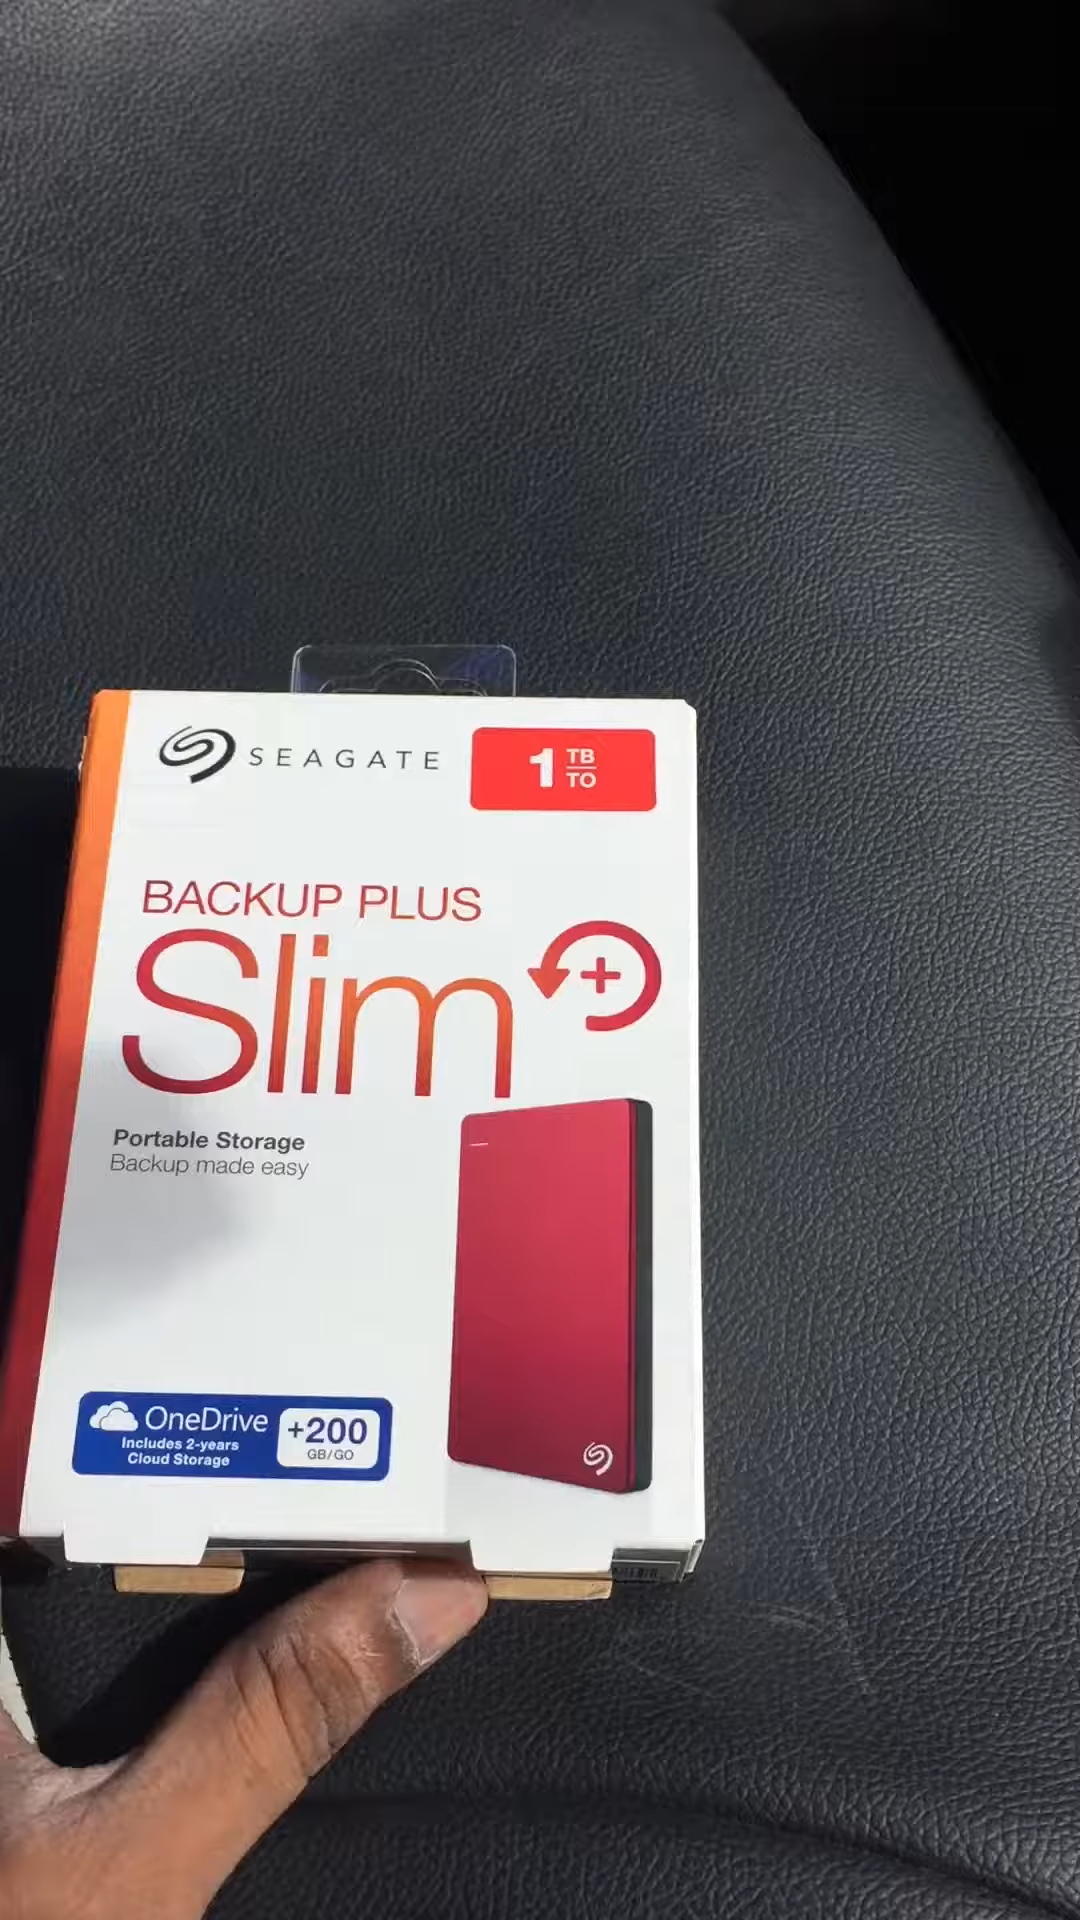 SEAGATE
1 TB
TO
BACKUP PLUS
Slim
Portable Storage
Backup made easy
OneDrive
Includes 2-years
Cloud Storage
+200
GB/GO